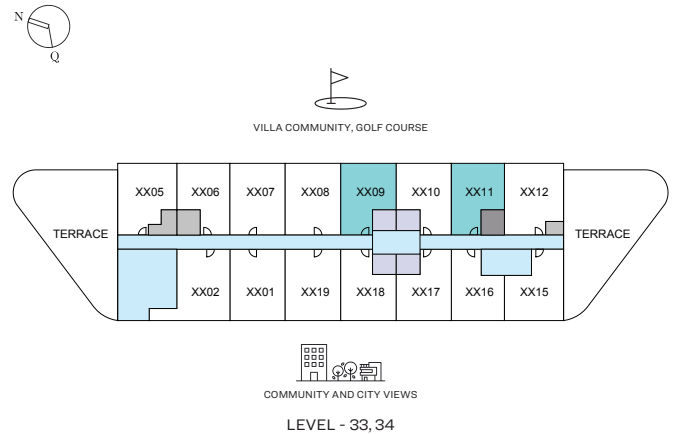 N
Q
VILLA COMMUNITY, GOLF COURSE
XX05 XX06 XX07 XX08 XX09 XX10 XX11 XX12
TERRACE
TERRACE
XX02 XX01 XX19 XX18 XX17 XX16 XX15
COMMUNITY AND CITY VIEWS
LEVEL - 33, 34